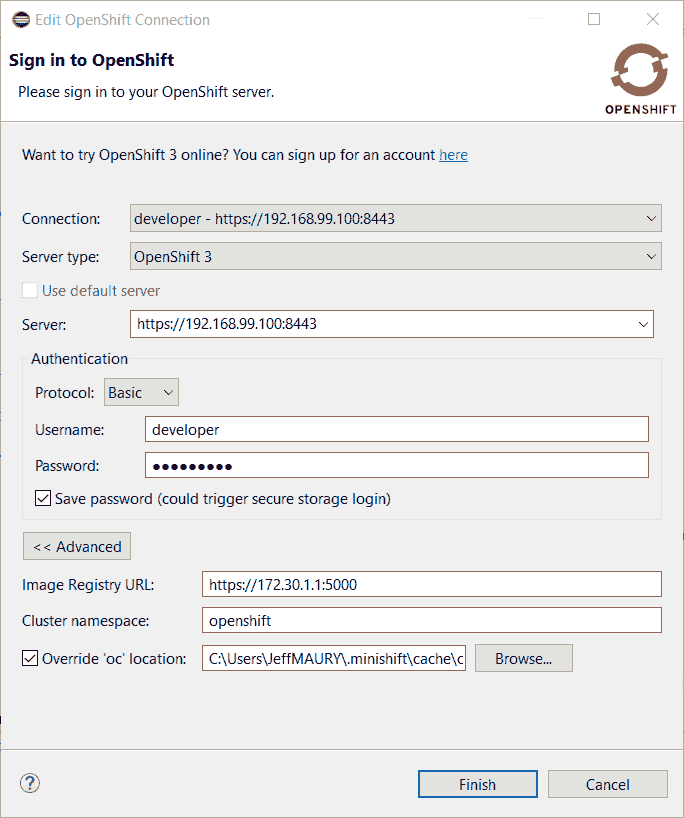 Edit OpenShift Connection
Sign in to OpenShift
Please sign in to your OpenShift server.
OPENSHIFT
Want to try OpenShift 3 online? You can sign up for an account here
Connection: developer - https://192.168.99.100:8443
Server type: OpenShift 3
Use default server
Server: https://192.168.99.100:8443
Authentication
Protocol: Basic
Username: developer
Password: ●●●●●●●●●
Save password (could trigger secure storage login)
<< Advanced
Image Registry URL: https://172.30.1.1:5000
Cluster namespace: openshift
Override 'oc' location: C:\Users\JeffMAURY\.minishift\cache\c Browse...
? Finish Cancel